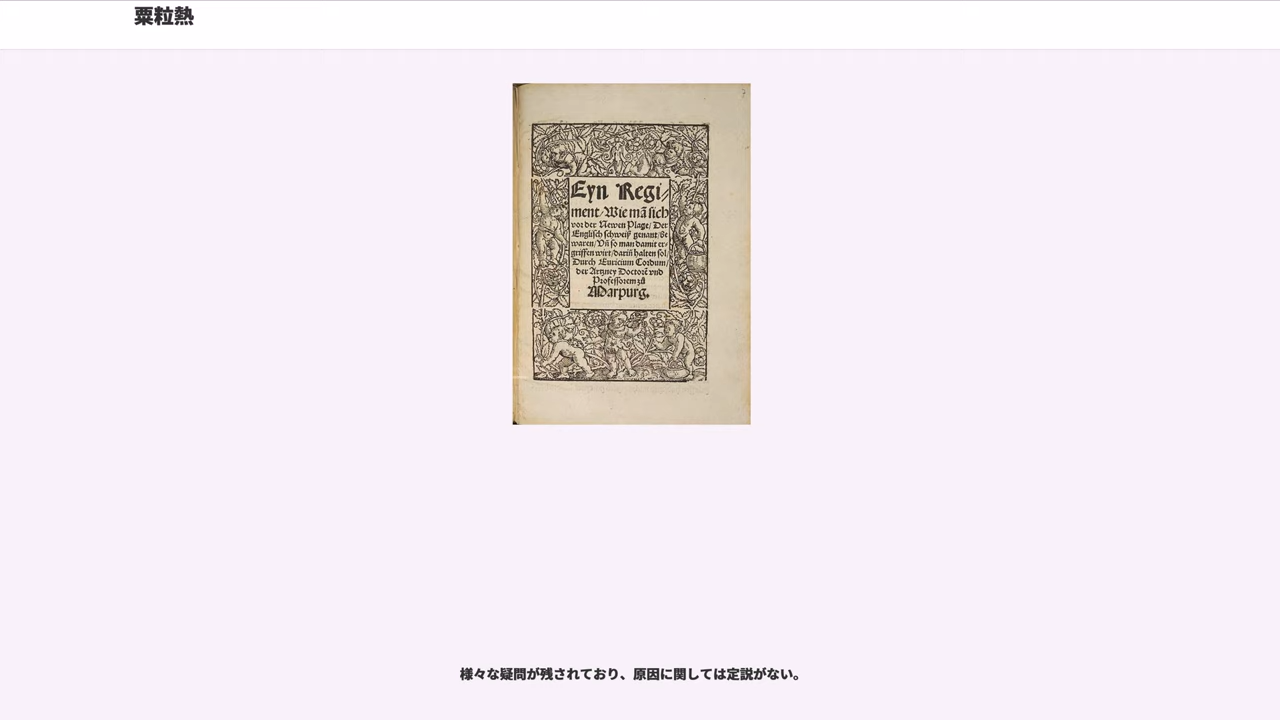 粟粒熱
Eyn Regi/
ment/Wie mā sich
vor der Newen Plage/Der
Englisch schweiß genant/be
waren/Vñ so man damit er-
griffen wirt/dariñ halten sol/
Durch Euricium Cordum/
der Artzney Doctorē vnd
Professorem zů
Marpurg.
様々な疑問が残されており、原因に関しては定説がない。